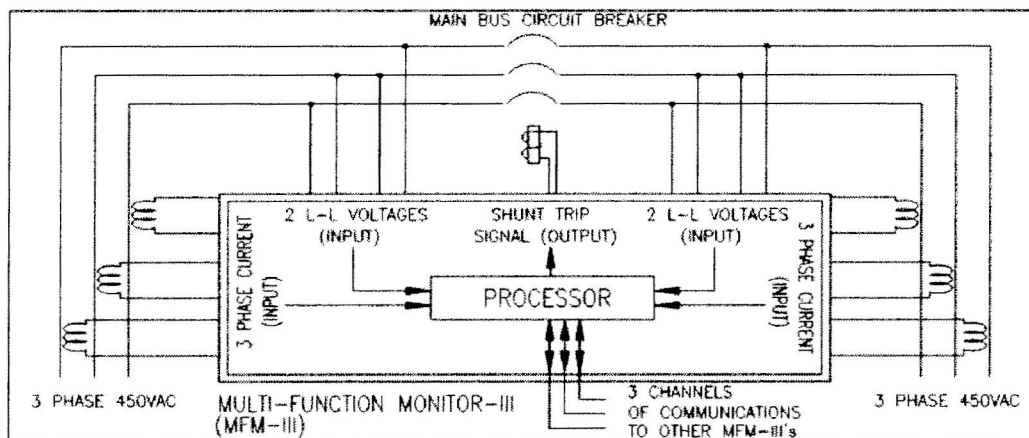 MAIN BUS CIRCUIT BREAKER
2 L-L VOLTAGES
(INPUT)
SHUNT TRIP
SIGNAL (OUTPUT)
2 L-L VOLTAGES
(INPUT)
3 PHASE CURRENT
(INPUT)
PROCESSOR
3 PHASE CURRENT
(INPUT)
3 PHASE 450VAC
MULTI-FUNCTION MONITOR-III
(MFM-III)
3 CHANNELS
OF COMMUNICATIONS
TO OTHER MFM-III's
3 PHASE 450VAC